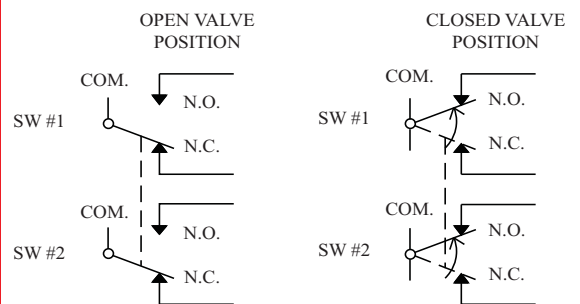 OPEN VALVE
POSITION
COM.
N.O.
SW #1
N.C.
COM.
N.O.
SW #2
N.C.
CLOSED VALVE
POSITION
COM.
N.O.
SW #1
N.C.
COM.
N.O.
SW #2
N.C.